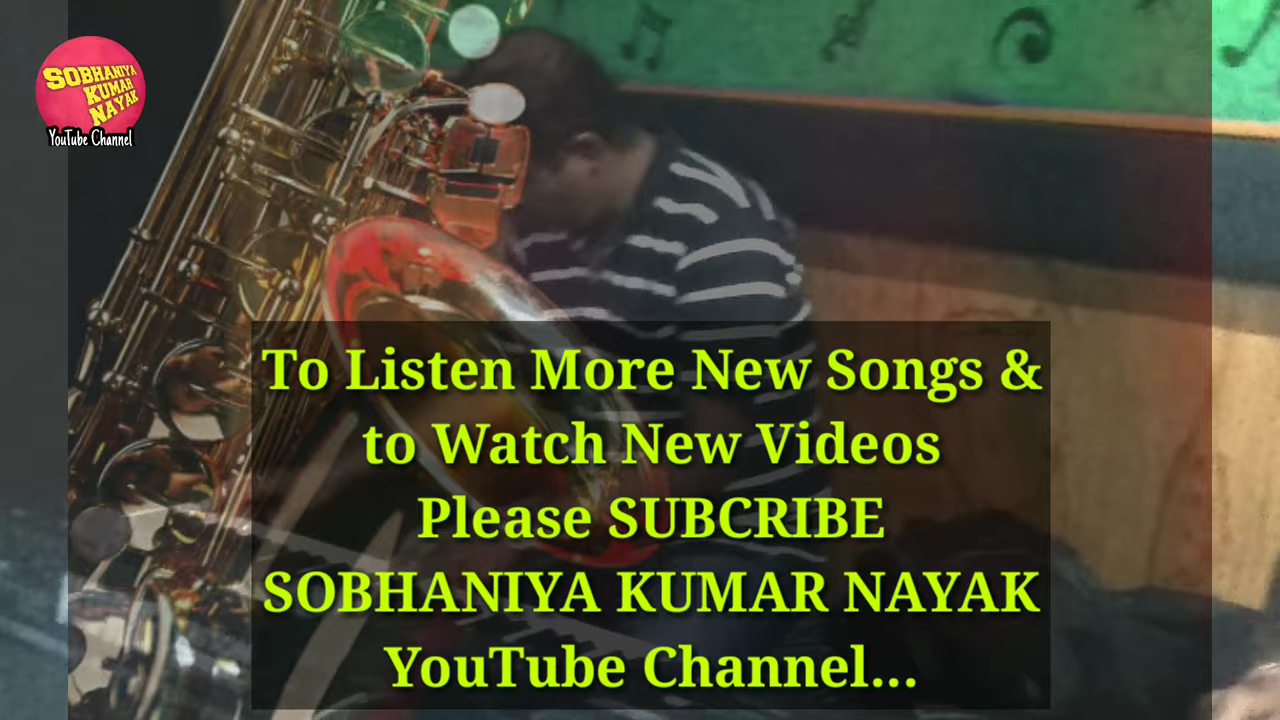 SOBHANIYA
KUMAR
NAYAK
YouTube Channel
To Listen More New Songs &
to Watch New Videos
Please SUBCRIBE
SOBHANIYA KUMAR NAYAK
YouTube Channel...